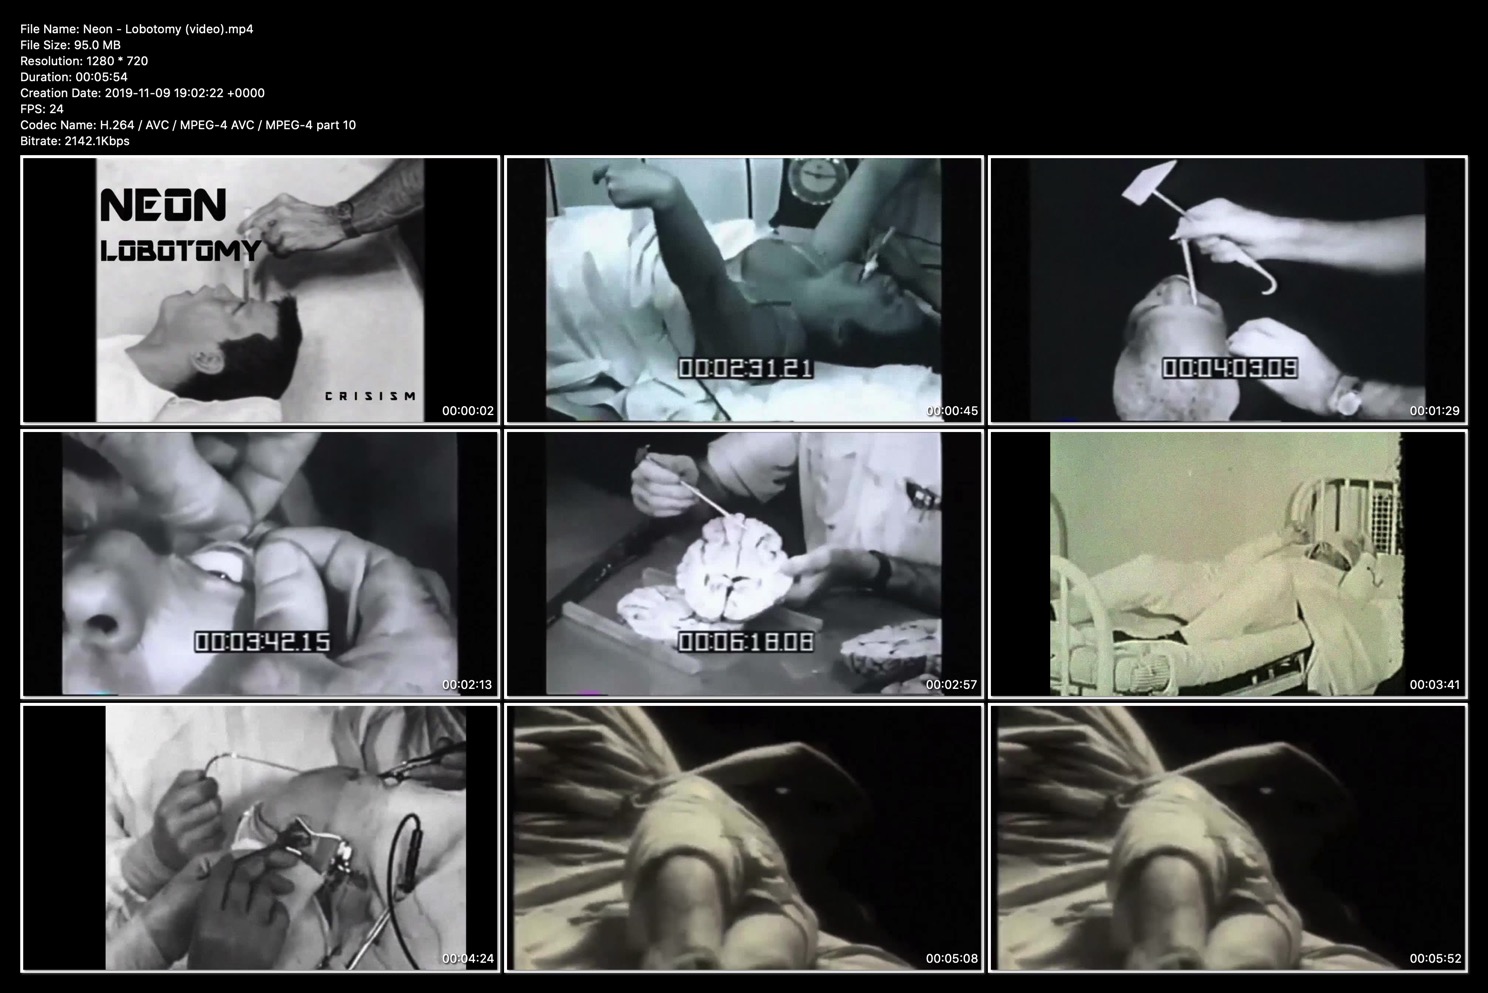 File Name: Neon - Lobotomy (video).mp4
File Size: 95.0 MB
Resolution: 1280 * 720
Duration: 00:05:54
Creation Date: 2019-11-09 19:02:22 +0000
FPS: 24
Codec Name: H.264 / AVC / MPEG-4 AVC / MPEG-4 part 10
Bitrate: 2142.1Kbps
NEON
LOBOTOMY
CRISISM
00:00:02
00:02:31.21
00:00:45
00:04:03.09
00:01:29
00:03:42.15
00:02:13
00:06:18.08
00:02:57
00:03:41
00:04:24
00:05:08
00:05:52